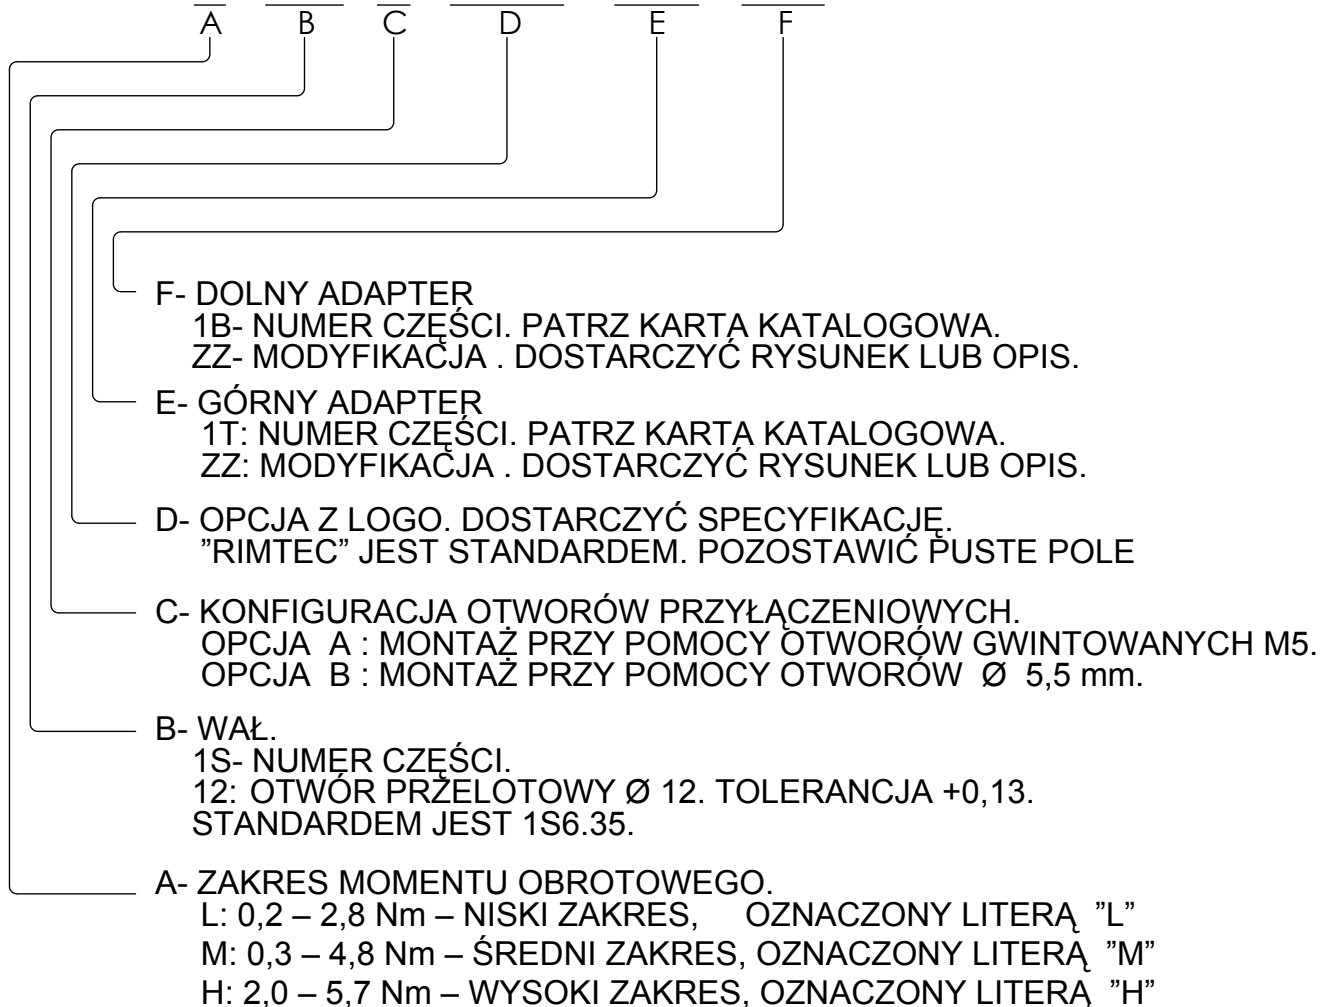 A B C D E F
F- DOLNY ADAPTER
1B- NUMER CZĘŚCI. PATRZ KARTA KATALOGOWA.
ZZ- MODYFIKACJA . DOSTARCZYĆ RYSUNEK LUB OPIS.
E- GÓRNY ADAPTER
1T: NUMER CZĘŚCI. PATRZ KARTA KATALOGOWA.
ZZ: MODYFIKACJA . DOSTARCZYĆ RYSUNEK LUB OPIS.
D- OPCJA Z LOGO. DOSTARCZYĆ SPECYFIKACJĘ.
”RIMTEC” JEST STANDARDEM. POZOSTAWIĆ PUSTE POLE
C- KONFIGURACJA OTWORÓW PRZYŁĄCZENIOWYCH.
OPCJA A : MONTAŻ PRZY POMOCY OTWORÓW GWINTOWANYCH M5.
OPCJA B : MONTAŻ PRZY POMOCY OTWORÓW Ø 5,5 mm.
B- WAŁ.
1S- NUMER CZĘŚCI.
12: OTWÓR PRZELOTOWY Ø 12. TOLERANCJA +0,13.
STANDARDEM JEST 1S6.35.
A- ZAKRES MOMENTU OBROTOWEGO.
L: 0,2 – 2,8 Nm – NISKI ZAKRES, OZNACZONY LITERĄ ”L”
M: 0,3 – 4,8 Nm – ŚREDNI ZAKRES, OZNACZONY LITERĄ ”M”
H: 2,0 – 5,7 Nm – WYSOKI ZAKRES, OZNACZONY LITERĄ ”H”